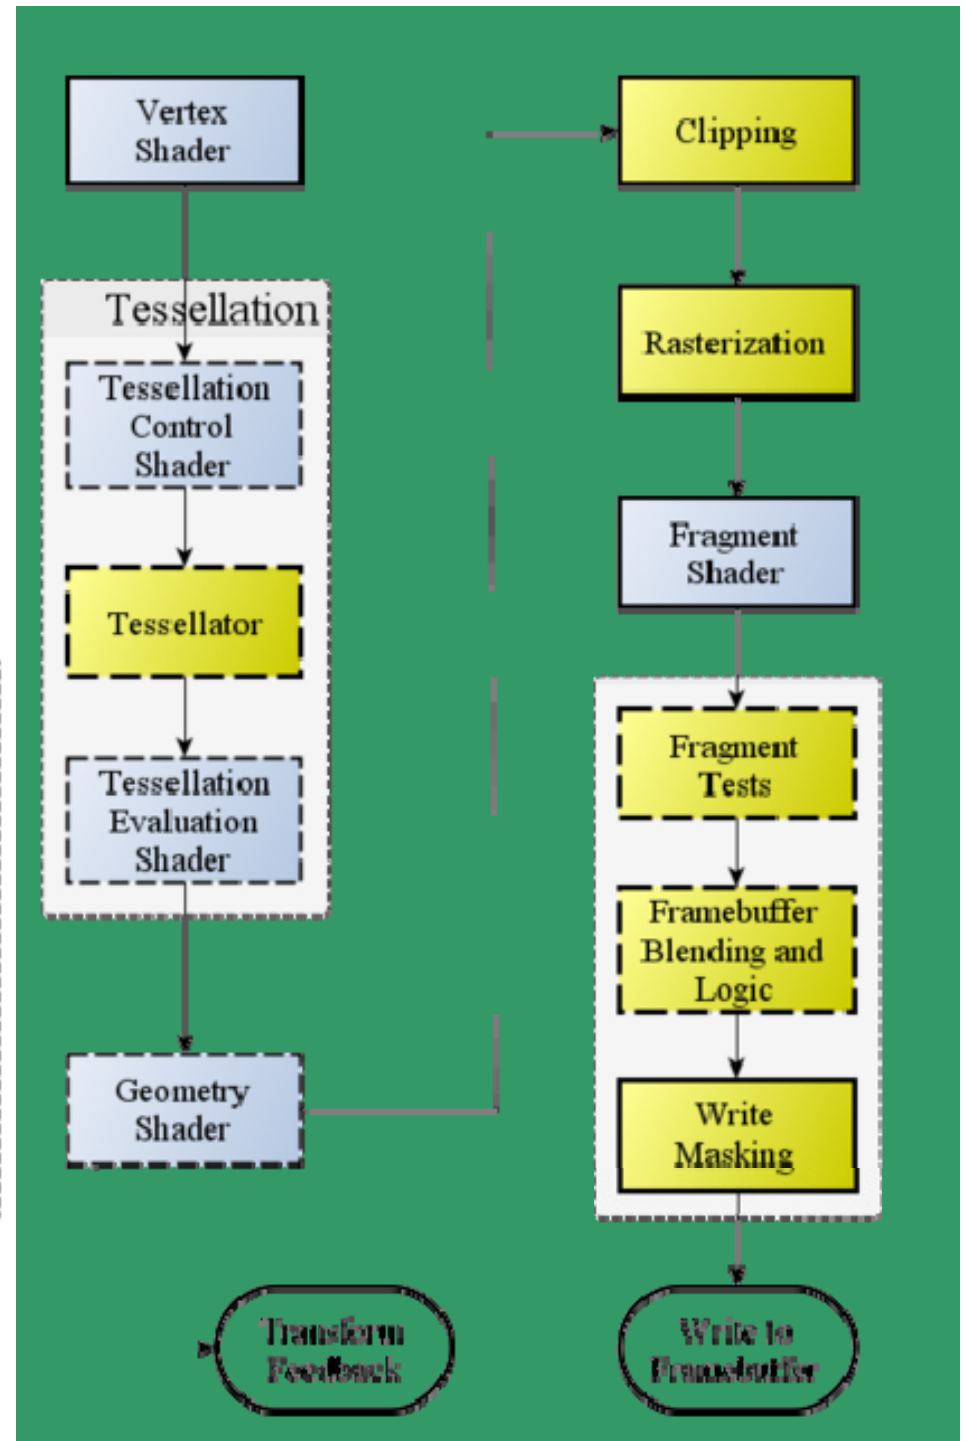 Vertex
Shader
Tessellation
Tessellation
Control
Shader
Tessellator
Tessellation
Evaluation
Shader
Geometry
Shader
Transform
Feedback
Clipping
Rasterization
Fragment
Shader
Fragment
Tests
Framebuffer
Blending and
Logic
Write
Masking
Write to
Framebuffer